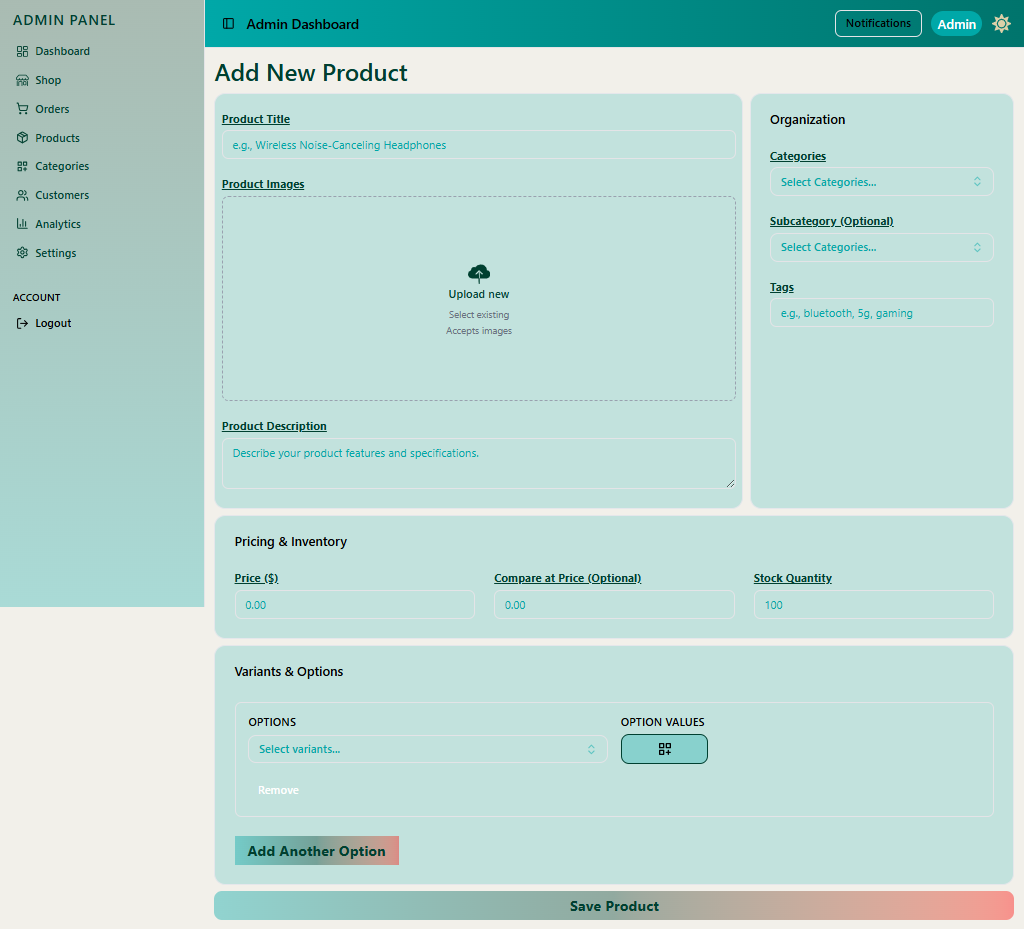 ADMIN PANEL
Dashboard
Shop
Orders
Products
Categories
Customers
Analytics
Settings
ACCOUNT
Logout
Admin Dashboard
Notifications
Admin
Add New Product
Product Title
e.g., Wireless Noise-Canceling Headphones
Product Images
Upload new
Select existing
Accepts images
Product Description
Describe your product features and specifications.
Organization
Categories
Select Categories...
Subcategory (Optional)
Select Categories...
Tags
e.g., bluetooth, 5g, gaming
Pricing & Inventory
Price ($)
0.00
Compare at Price (Optional)
0.00
Stock Quantity
100
Variants & Options
OPTIONS
Select variants...
OPTION VALUES
Remove
Add Another Option
Save Product